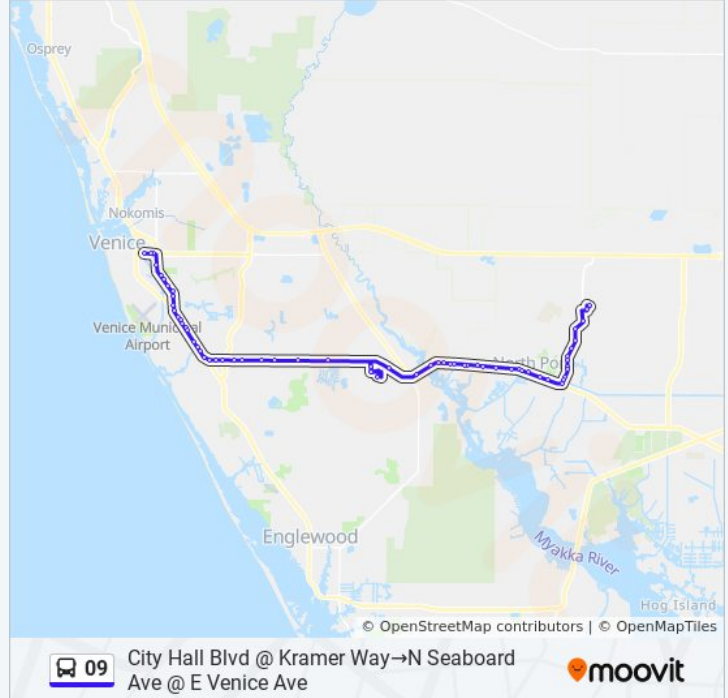 Osprey
Nokomis
Venice
Venice Municipal
Airport
North Port
Englewood
Myakka River
Hog Island
© OpenStreetMap contributors | © OpenMapTiles
09
City Hall Blvd @ Kramer Way→N Seaboard
Ave @ E Venice Ave
moovit